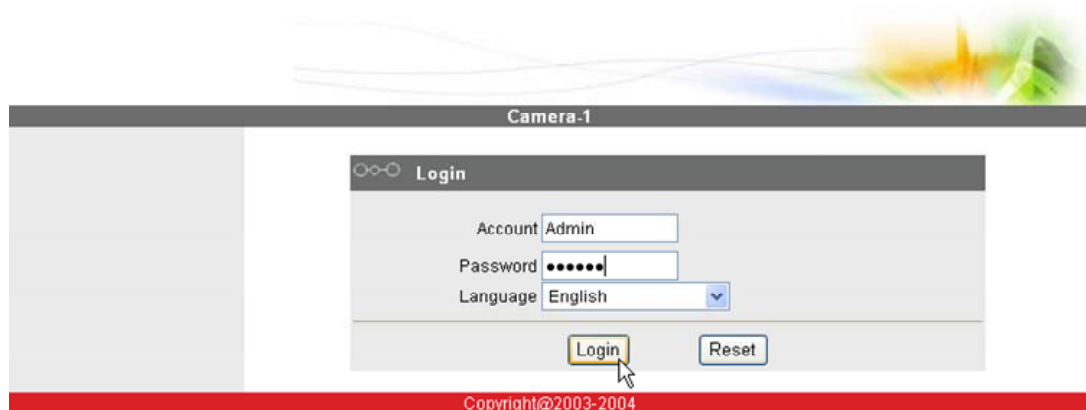 Camera-1
Login
Account Admin
Password ●●●●●●
Language English
Login Reset
Copyright@2003-2004